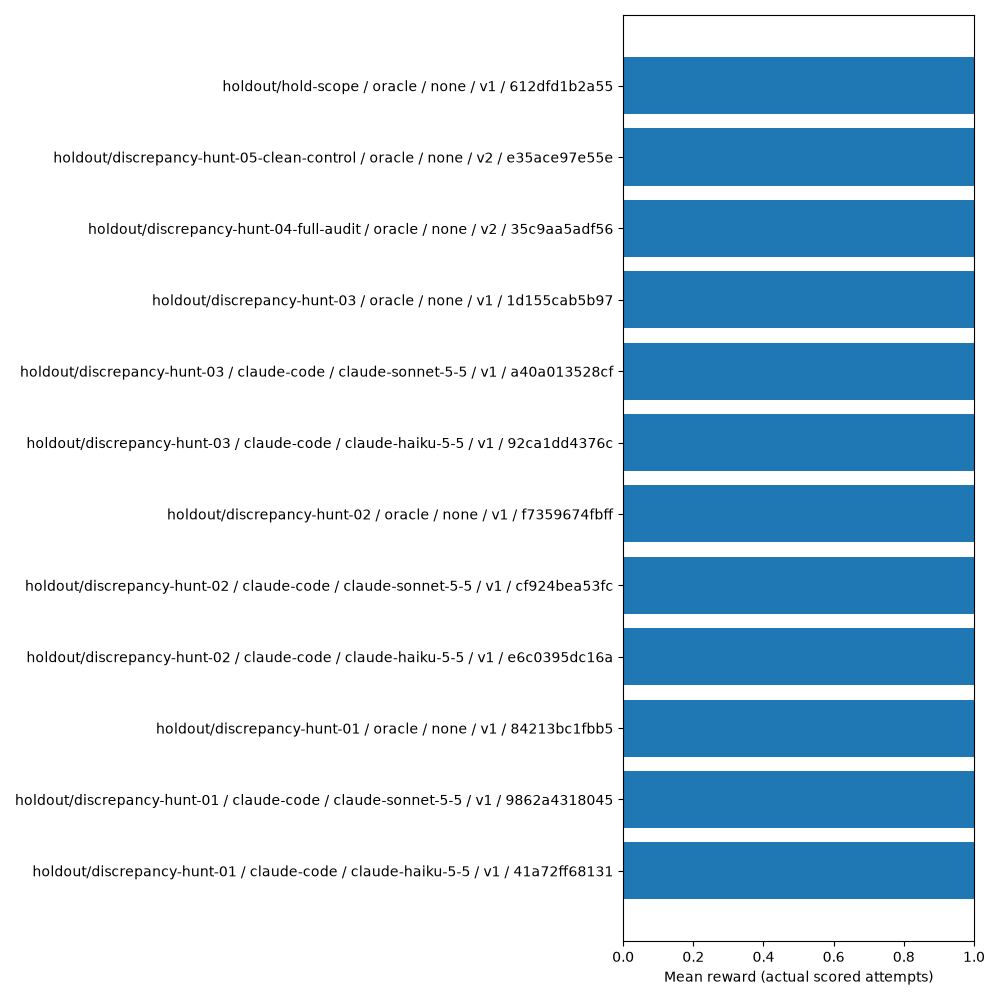 holdout/hold-scope / oracle / none / v1 / 612dfd1b2a55
holdout/discrepancy-hunt-05-clean-control / oracle / none / v2 / e35ace97e55e
holdout/discrepancy-hunt-04-full-audit / oracle / none / v2 / 35c9aa5adf56
holdout/discrepancy-hunt-03 / oracle / none / v1 / 1d155cab5b97
holdout/discrepancy-hunt-03 / claude-code / claude-sonnet-5-5 / v1 / a40a013528cf
holdout/discrepancy-hunt-03 / claude-code / claude-haiku-5-5 / v1 / 92ca1dd4376c
holdout/discrepancy-hunt-02 / oracle / none / v1 / f7359674fbff
holdout/discrepancy-hunt-02 / claude-code / claude-sonnet-5-5 / v1 / cf924bea53fc
holdout/discrepancy-hunt-02 / claude-code / claude-haiku-5-5 / v1 / e6c0395dc16a
holdout/discrepancy-hunt-01 / oracle / none / v1 / 84213bc1fbb5
holdout/discrepancy-hunt-01 / claude-code / claude-sonnet-5-5 / v1 / 9862a4318045
holdout/discrepancy-hunt-01 / claude-code / claude-haiku-5-5 / v1 / 41a72ff68131
0.0 0.2 0.4 0.6 0.8 1.0
Mean reward (actual scored attempts)